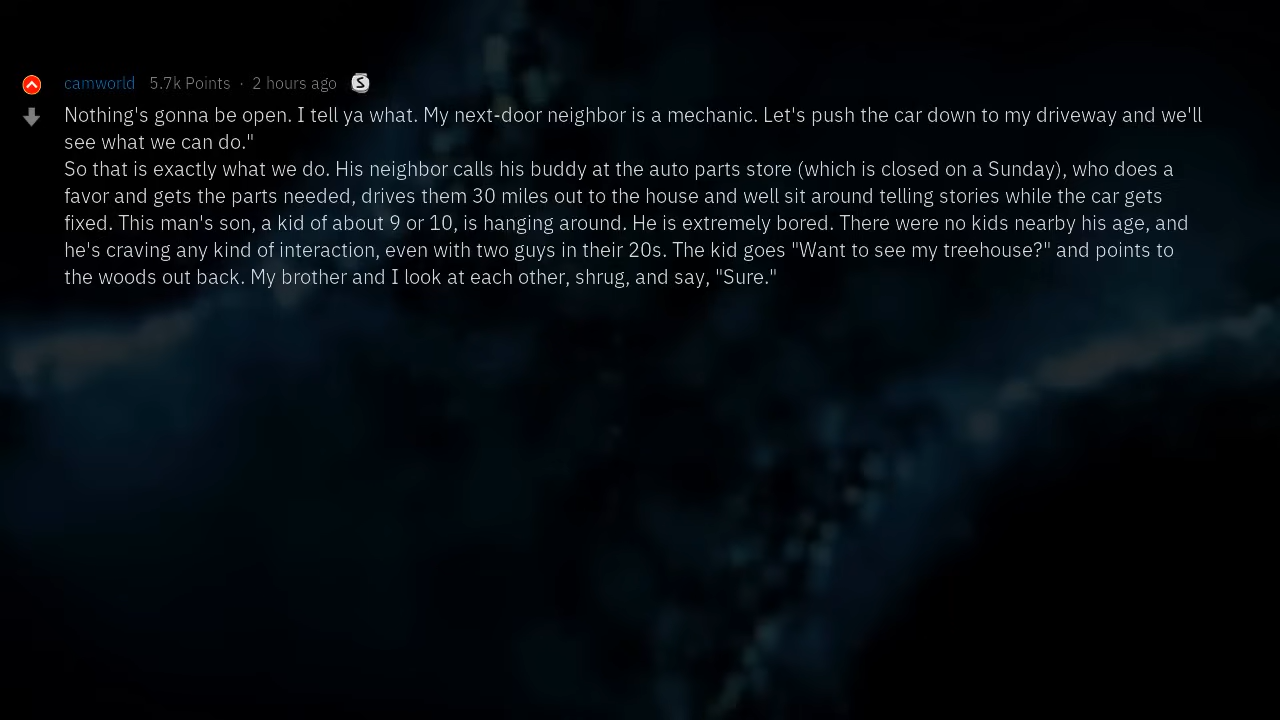 camworld 5.7k Points · 2 hours ago
Nothing's gonna be open. I tell ya what. My next-door neighbor is a mechanic. Let's push the car down to my driveway and we'll
see what we can do."
So that is exactly what we do. His neighbor calls his buddy at the auto parts store (which is closed on a Sunday), who does a
favor and gets the parts needed, drives them 30 miles out to the house and well sit around telling stories while the car gets
fixed. This man's son, a kid of about 9 or 10, is hanging around. He is extremely bored. There were no kids nearby his age, and
he's craving any kind of interaction, even with two guys in their 20s. The kid goes "Want to see my treehouse?" and points to
the woods out back. My brother and I look at each other, shrug, and say, "Sure."